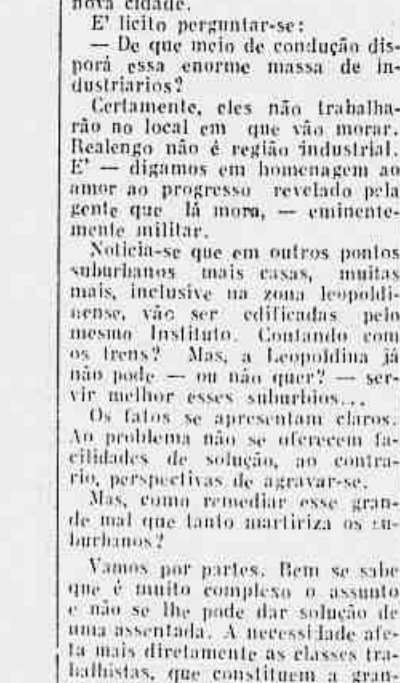 nova cidade.
E' licito perguntar-se:
— De que meio de condução dis-
porá essa enorme massa de in-
dustriarios?
Certamente, eles não trabalha-
rão no local em que vão morar.
Realengo não é região industrial.
E' — digamos em homenagem ao
amor ao progresso revelado pela
gente que lá mora, — eminente-
mente militar.
Noticia-se que em outros pontos
suburbanos mais casas, muitas
mais, inclusive na zona leopoldi-
nense, vão ser edificadas pelo
mesmo Instituto. Contando com
os trens? Mas, a Leopoldina já
não pode — ou não quer? — ser-
vir melhor esses suburbios...
Os fatos se apresentam claros.
Ao problema não se oferecem fa-
cilidades de solução, ao contra-
rio, perspectivas de agravar-se.
Mas, como remediar esse gran-
de mal que tanto martiriza os su-
burbanos?
Vamos por partes. Bem se sabe
que é muito complexo o assunto
e não se lhe pode dar solução de
uma assentada. A necessidade afe-
ta mais diretamente as classes tra-
balhistas, que constituem a gran-